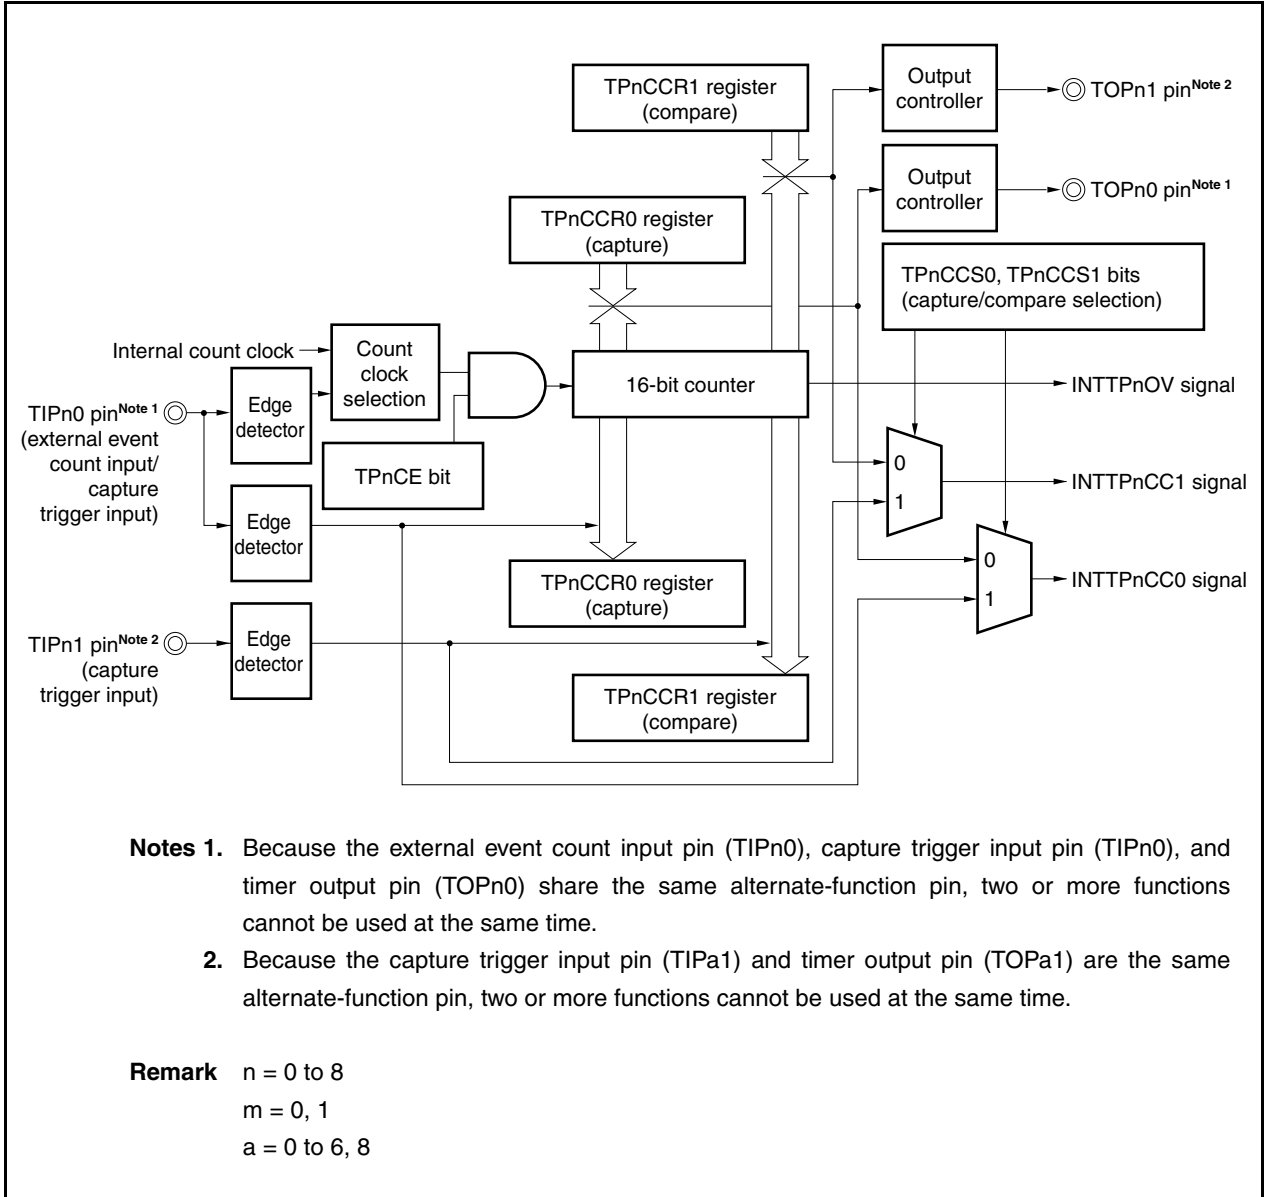 TPnCCR1 register
(compare)
Output
controller
TOPn1 pinNote 2
Output
controller
TOPn0 pinNote 1
TPnCCR0 register
(capture)
TPnCCS0, TPnCCS1 bits
(capture/compare selection)
Internal count clock
Count
clock
selection
16-bit counter
INTTPnOV signal
TIPn0 pinNote 1
(external event
count input/
capture
trigger input)
Edge
detector
TPnCE bit
0
1
INTTPnCC1 signal
Edge
detector
0
1
INTTPnCC0 signal
TPnCCR0 register
(capture)
TIPn1 pinNote 2
(capture
trigger input)
Edge
detector
TPnCCR1 register
(compare)
Notes 1. Because the external event count input pin (TIPn0), capture trigger input pin (TIPn0), and
timer output pin (TOPn0) share the same alternate-function pin, two or more functions
cannot be used at the same time.
2. Because the capture trigger input pin (TIPa1) and timer output pin (TOPa1) are the same
alternate-function pin, two or more functions cannot be used at the same time.
Remark n = 0 to 8
m = 0, 1
a = 0 to 6, 8